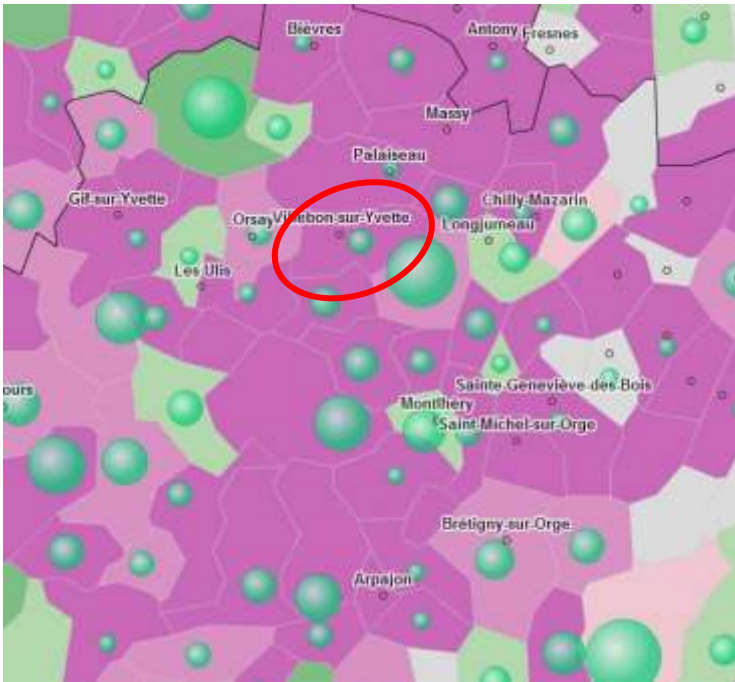 Bièvres
Antony
Fresnes
Massy
Palaiseau
Gif-sur-Yvette
Orsay
Villebon-sur-Yvette
Chilly-Mazarin
Longjumeau
Les Ulis
ours
Sainte-Geneviève-des-Bois
Montlhéry
Saint-Michel-sur-Orge
Brétigny-sur-Orge
Arpajon